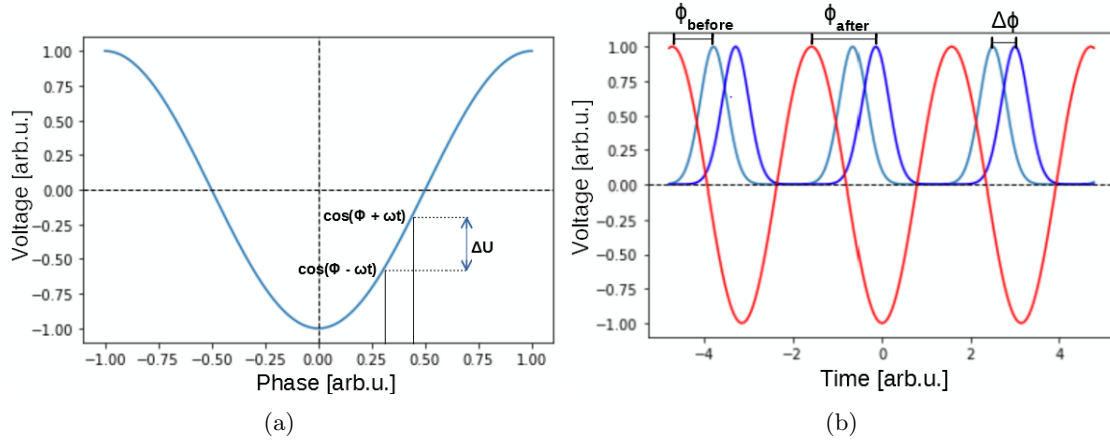 1.00
0.75
0.50
0.25
0.00
−0.25
−0.50
−0.75
−1.00
Voltage [arb.u.]
cos(Φ + ωt)
ΔU
cos(Φ - ωt)
−1.00 −0.75 −0.50 −0.25 0.00 0.25 0.50 0.75 1.00
Phase [arb.u.]
(a)
ϕbefore ϕafter Δϕ
1.00
0.75
0.50
0.25
0.00
−0.25
−0.50
−0.75
−1.00
Voltage [arb.u.]
−4 −2 0 2 4
Time [arb.u.]
(b)